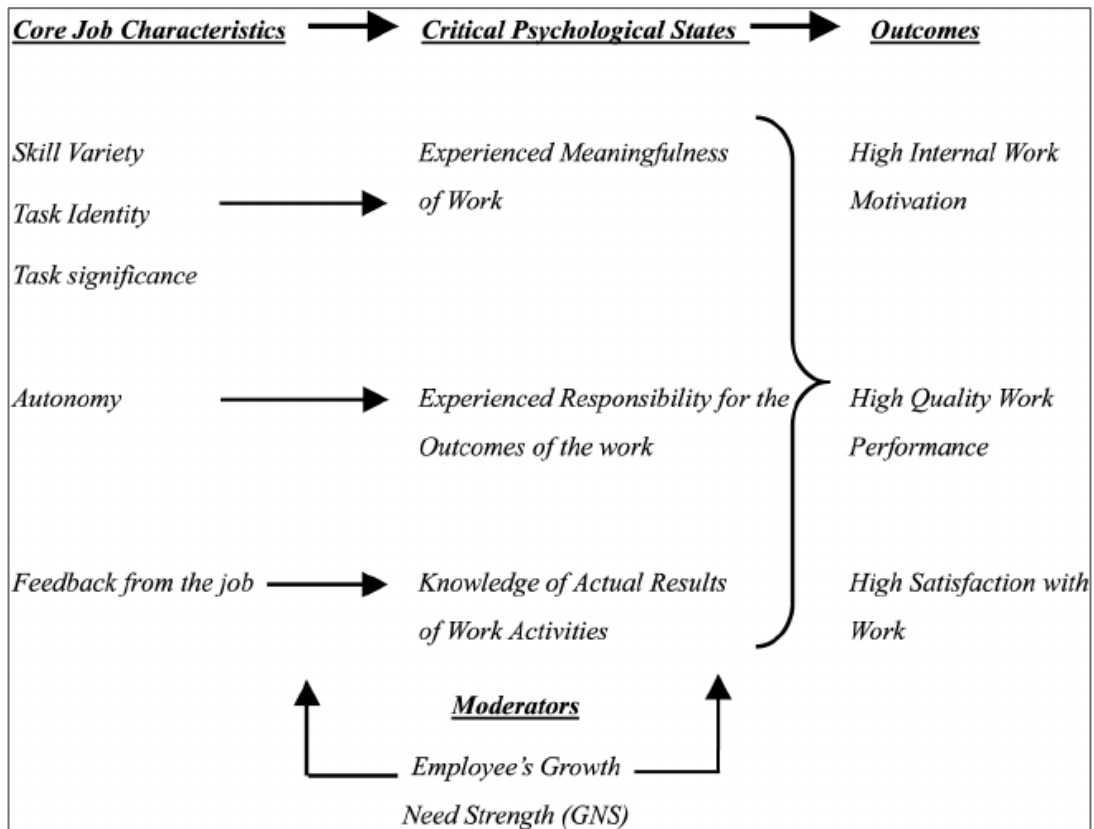 Core Job Characteristics
Critical Psychological States
Outcomes
Skill Variety
Task Identity
Task significance
Experienced Meaningfulness
of Work
High Internal Work
Motivation
Autonomy
Experienced Responsibility for the
Outcomes of the work
High Quality Work
Performance
Feedback from the job
Knowledge of Actual Results
of Work Activities
High Satisfaction with
Work
Moderators
Employee’s Growth
Need Strength (GNS)